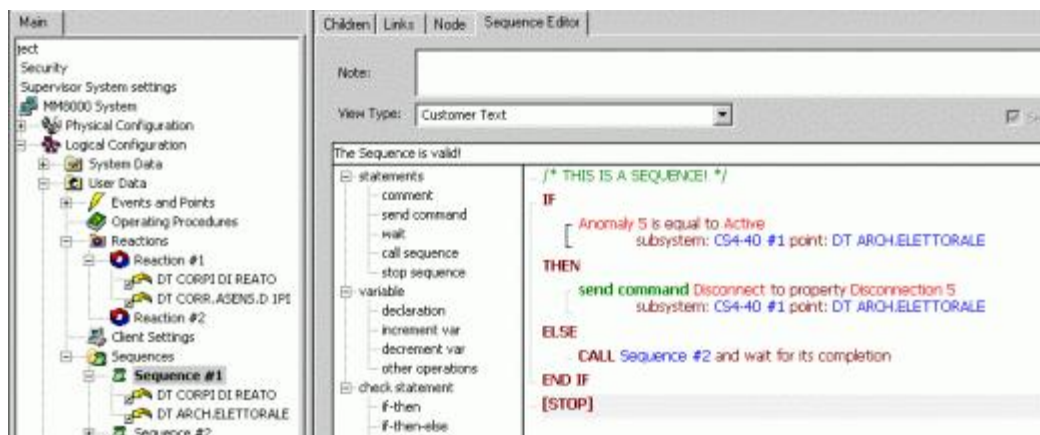 Main
ject
Security
Supervisor System settings
MM8000 System
Physical Configuration
Logical Configuration
System Data
User Data
Events and Points
Operating Procedures
Reactions
Reaction #1
DT CORPI DI REATO
DT CORR.ASENS.D 1PI
Reaction #2
Client Settings
Sequences
Sequence #1
DT CORPI DI REATO
DT ARCH.ELETTORALE
Sequence #2
Children Links Node Sequence Editor
Note:
View Type: Customer Text
The Sequence is valid!
statements
comment
send command
wait
call sequence
stop sequence
variable
declaration
increment var
decrement var
other operations
check statement
if-then
if-then-else
/* THIS IS A SEQUENCE! */
IF
Anomaly 5 is equal to Active
subsystem: CS4-40 #1 point: DT ARCH.ELETTORALE
THEN
send command Disconnect to property Disconnection 5
subsystem: CS4-40 #1 point: DT ARCH.ELETTORALE
ELSE
CALL Sequence #2 and wait for its completion
END IF
[STOP]